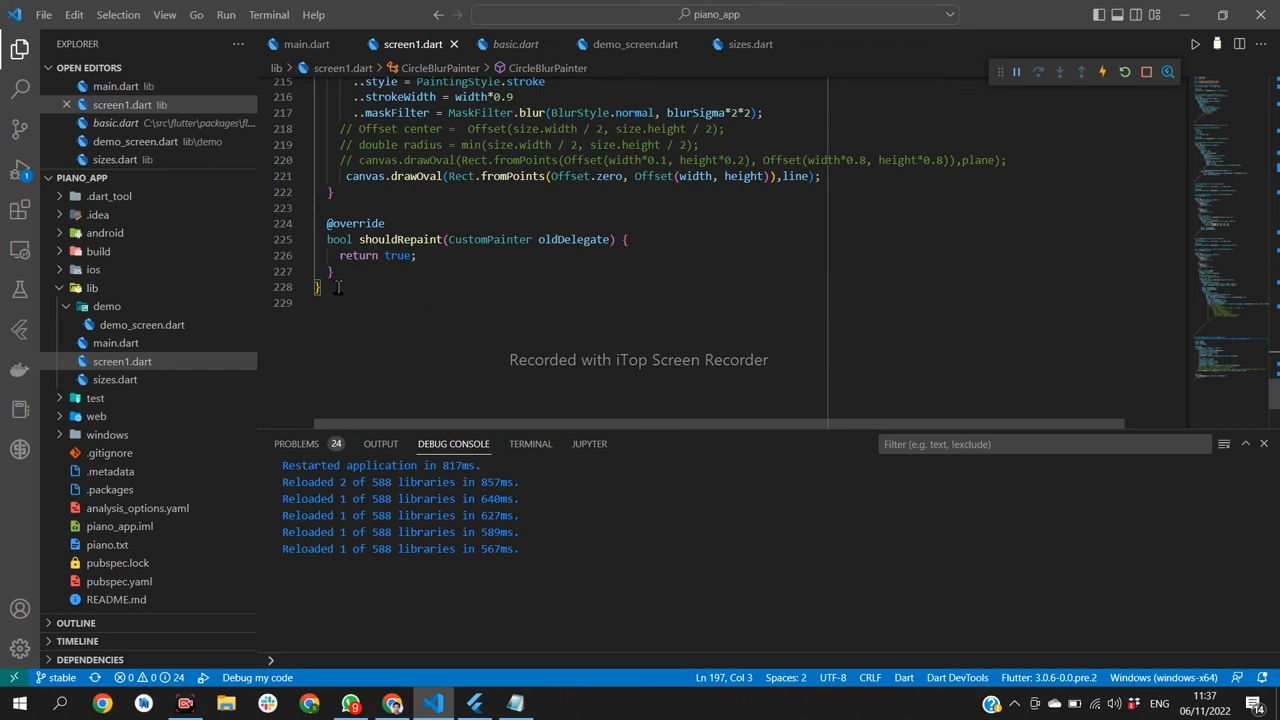 File Edit Selection View Go Run Terminal Help piano_app
EXPLORER
main.dart screen1.dart basic.dart demo_screen.dart sizes.dart
OPEN EDITORS
main.dart lib
screen1.dart lib
basic.dart C:\src\flutter\packages\fl...
demo_screen.dart lib\demo
sizes.dart lib
PIANO_APP
.dart_tool
.idea
android
build
ios
lib
demo
demo_screen.dart
main.dart
screen1.dart
sizes.dart
test
web
windows
.gitignore
.metadata
.packages
analysis_options.yaml
piano_app.iml
piano.txt
pubspec.lock
pubspec.yaml
README.md
OUTLINE
TIMELINE
DEPENDENCIES
lib > screen1.dart > CircleBlurPainter > CircleBlurPainter
215 ..style = PaintingStyle.stroke
216 ..strokeWidth = width*0.9
217 ..maskFilter = MaskFilter.blur(BlurStyle.normal, blurSigma*2*2);
218 // Offset center = Offset(size.width / 2, size.height / 2);
219 // double radius = min(size.width / 2, size.height / 2);
220 // canvas.drawOval(Rect.fromPoints(Offset(width*0.1, height*0.2), Offset(width*0.8, height*0.8),plane);
221 canvas.drawOval(Rect.fromPoints(Offset.zero, Offset(width, height)),line);
222 }
223
224 @override
225 bool shouldRepaint(CustomPainter oldDelegate) {
226 return true;
227 }
228 }
229
Recorded with iTop Screen Recorder
PROBLEMS 24 OUTPUT DEBUG CONSOLE TERMINAL JUPYTER Filter (e.g. text, !exclude)
Restarted application in 817ms.
Reloaded 2 of 588 libraries in 857ms.
Reloaded 1 of 588 libraries in 640ms.
Reloaded 1 of 588 libraries in 627ms.
Reloaded 1 of 588 libraries in 589ms.
Reloaded 1 of 588 libraries in 567ms.
stable 0 0 24 Debug my code Ln 197, Col 3 Spaces: 2 UTF-8 CRLF Dart Dart DevTools Flutter: 3.0.6-0.0.pre.2 Windows (windows-x64)
9 ENG 11:37
06/11/2022 14